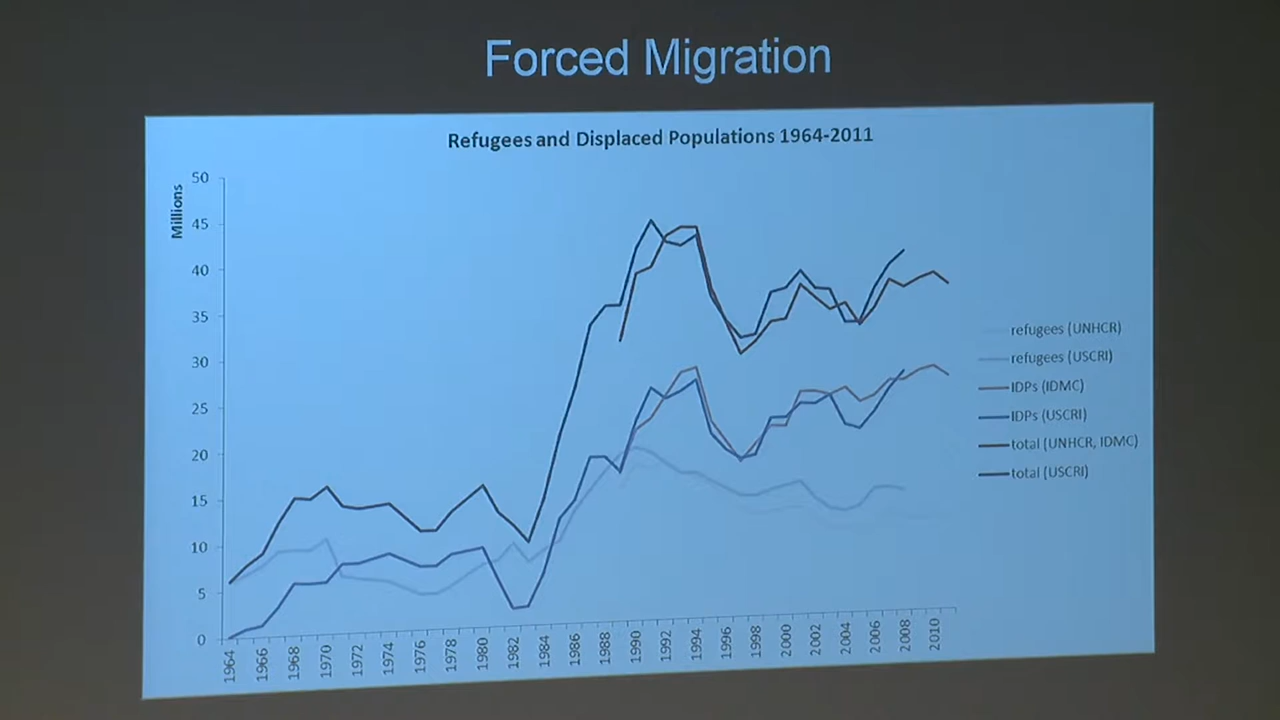 Forced Migration
Refugees and Displaced Populations 1964-2011
Millions
50
45
40
35
30
25
20
15
10
5
0
1964 1966 1968 1970 1972 1974 1976 1978 1980 1982 1984 1986 1988 1990 1992 1994 1996 1998 2000 2002 2004 2006 2008 2010
refugees (UNHCR)
refugees (USCRI)
IDPs (IDMC)
IDPs (USCRI)
total (UNHCR, IDMC)
total (USCRI)